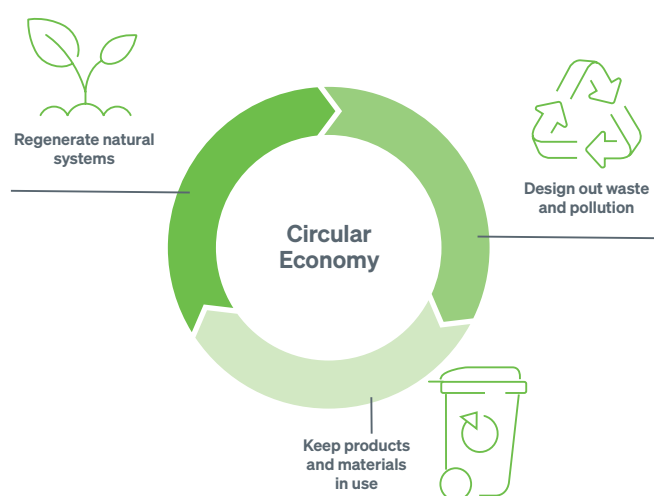 Regenerate natural
systems
Design out waste
and pollution
Circular
Economy
Keep products
and materials
in use